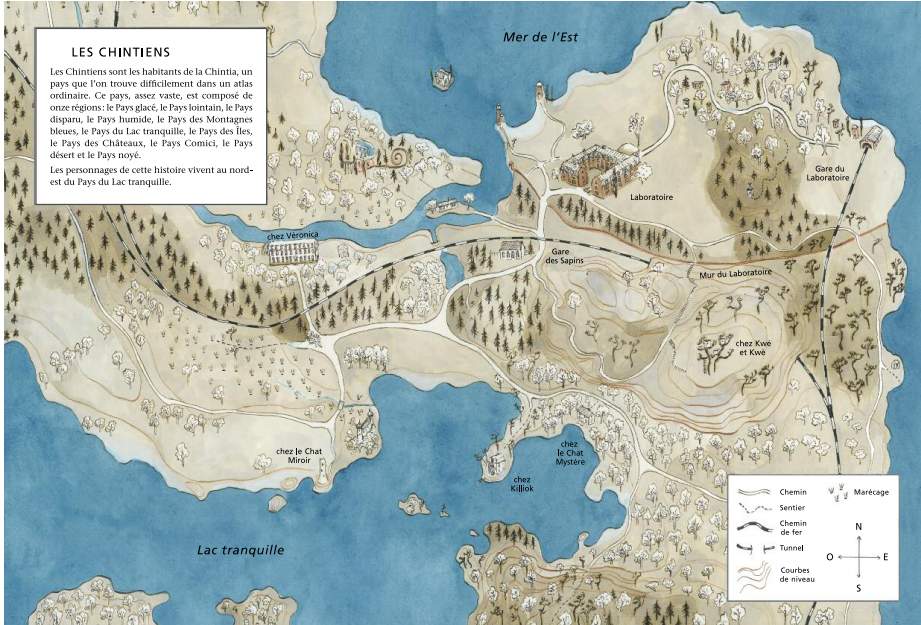 LES CHINTIENS
Les Chintiens sont les habitants de la Chintia, un
pays que l'on trouve difficilement dans un atlas
ordinaire. Ce pays, assez vaste, est composé de
onze régions : le Pays glacé, le Pays lointain, le Pays
disparu, le Pays humide, le Pays des Montagnes
bleues, le Pays du Lac tranquille, le Pays des Îles,
le Pays des Châteaux, le Pays Comici, le Pays
désert et le Pays noyé.
Les personnages de cette histoire vivent au nord-
est du Pays du Lac tranquille.
Mer de l'Est
Gare du
Laboratoire
Laboratoire
chez Véronica
Gare
des Sapins
Mur du Laboratoire
chez Kwé
et Kwè
chez le Chat
Miroir
chez
le Chat
Mystère
chez
Killiok
Lac tranquille
Chemin
Sentier
Chemin
de fer
Tunnel
Courbes
de niveau
Marécage
N
O
E
S